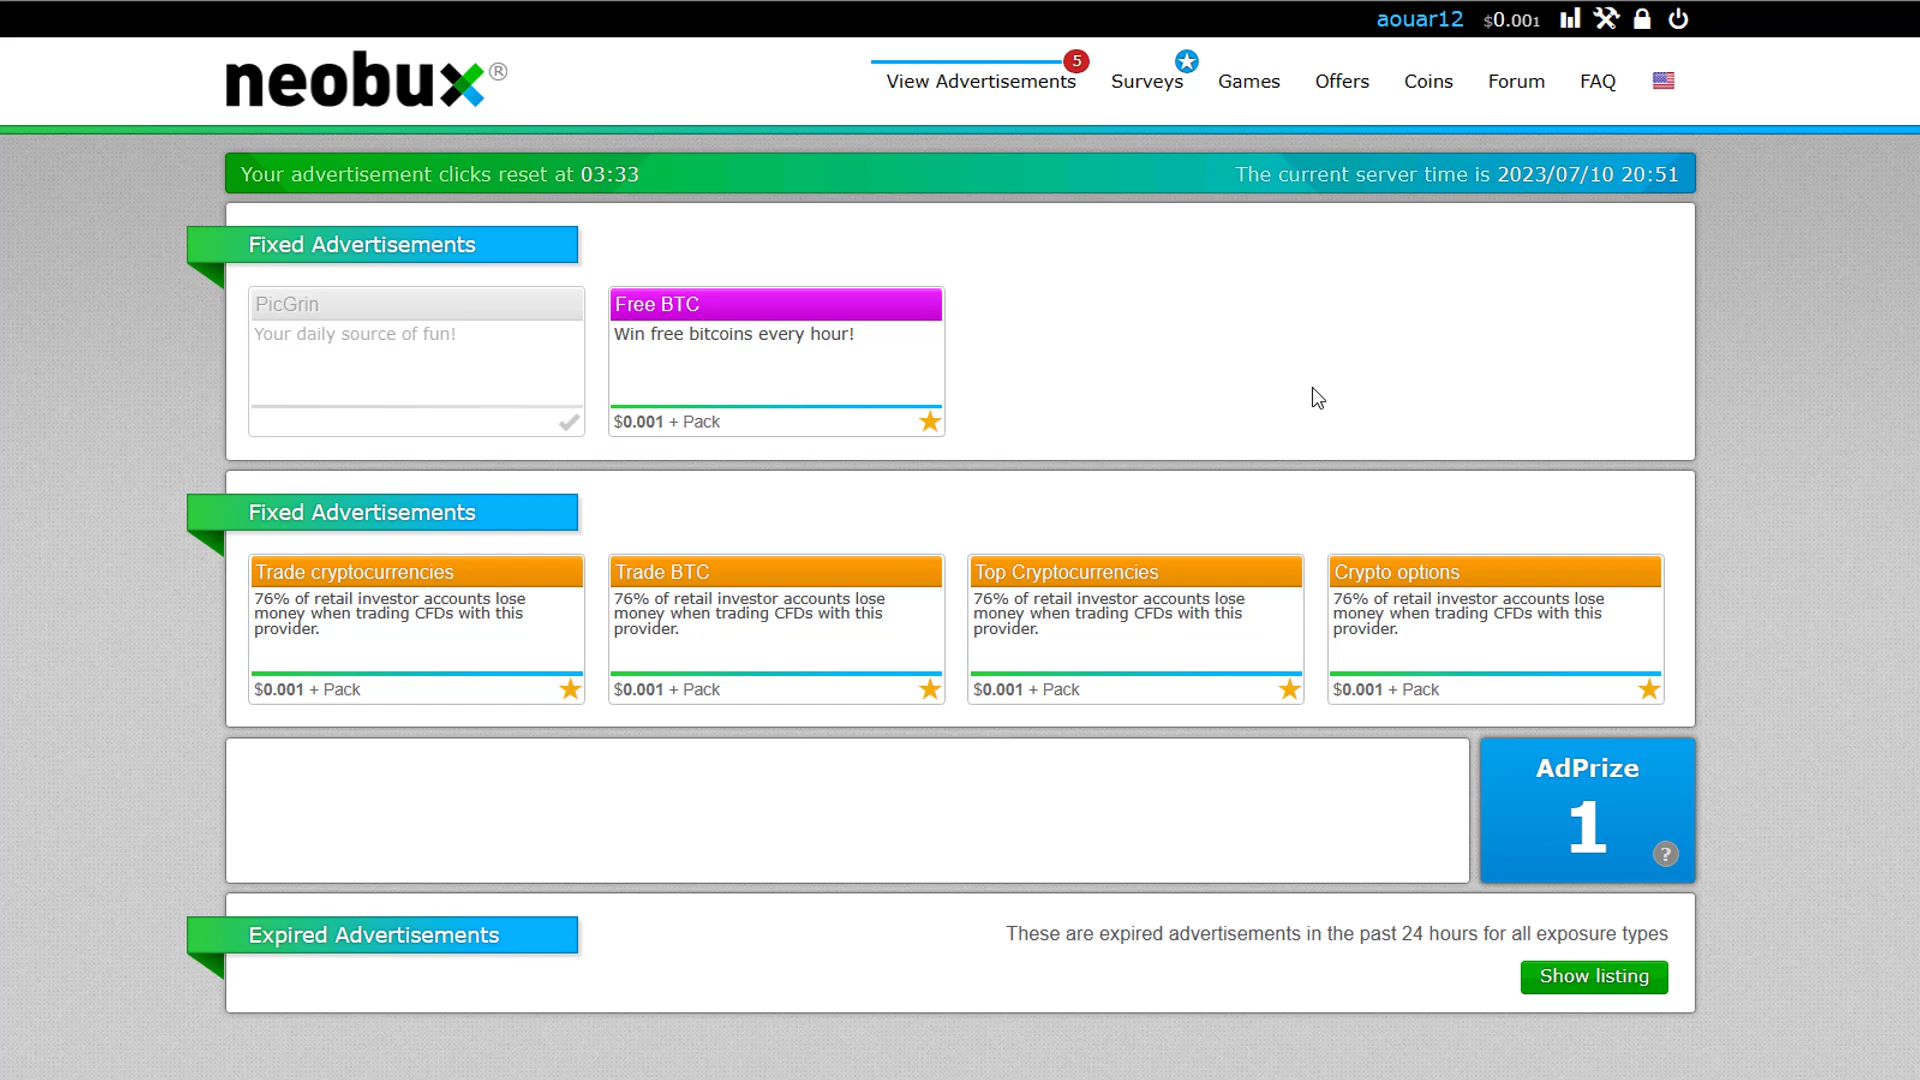 aouar12 $0.001
neobux®
View Advertisements 5 Surveys Games Offers Coins Forum FAQ
Your advertisement clicks reset at 03:33
The current server time is 2023/07/10 20:51
Fixed Advertisements
PicGrin
Your daily source of fun!
Free BTC
Win free bitcoins every hour!
$0.001 + Pack
Fixed Advertisements
Trade cryptocurrencies
76% of retail investor accounts lose
money when trading CFDs with this
provider.
$0.001 + Pack
Trade BTC
76% of retail investor accounts lose
money when trading CFDs with this
provider.
$0.001 + Pack
Top Cryptocurrencies
76% of retail investor accounts lose
money when trading CFDs with this
provider.
$0.001 + Pack
Crypto options
76% of retail investor accounts lose
money when trading CFDs with this
provider.
$0.001 + Pack
AdPrize
1
?
Expired Advertisements
These are expired advertisements in the past 24 hours for all exposure types
Show listing